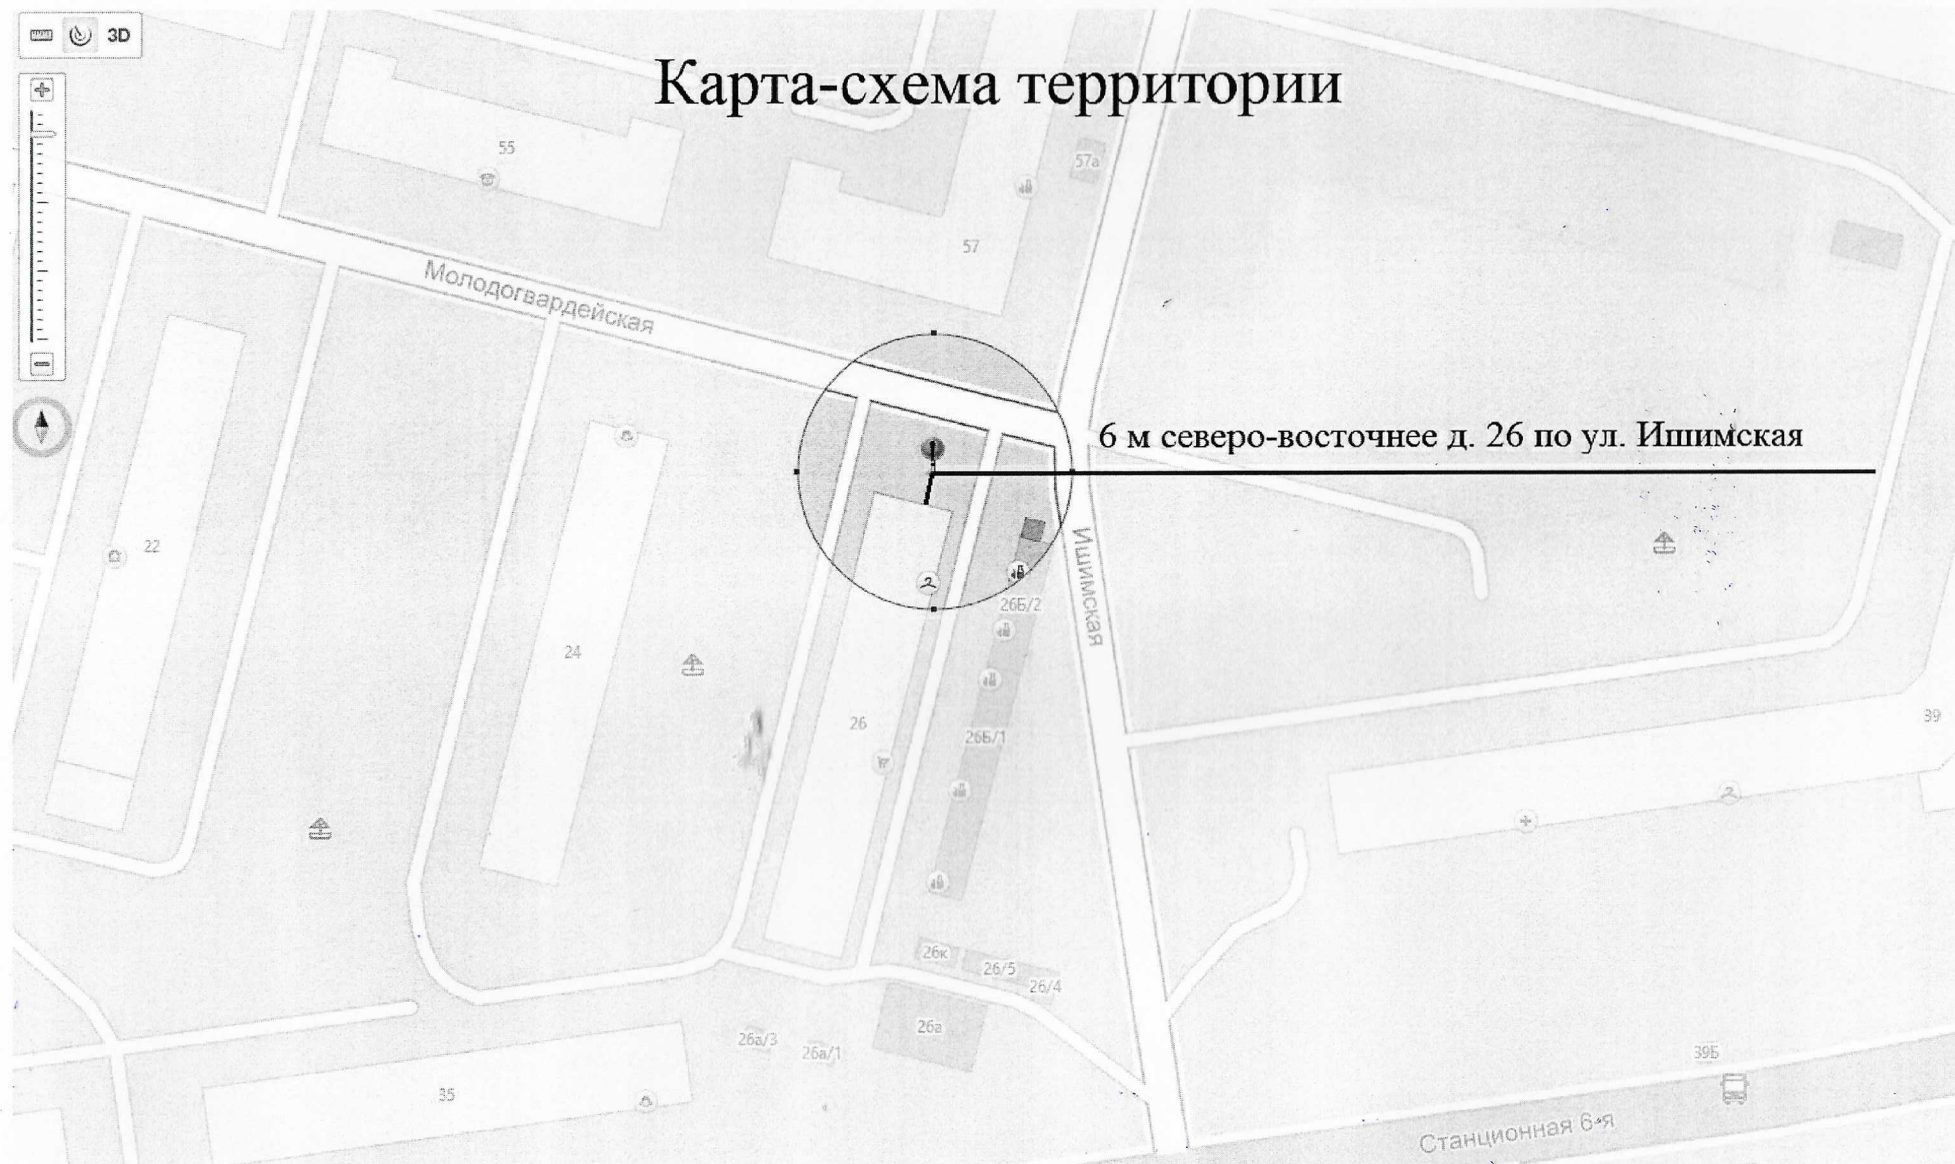 3D
Карта-схема территории
55
57а
57
Молодогвардейская
6 м северо-восточнее д. 26 по ул. Ишимская
22
Ишимская
26Б/2
24
26
39
26Б/1
26к
26/5
26/4
26а
26а/3
26а/1
39Б
35
Станционная 6-я